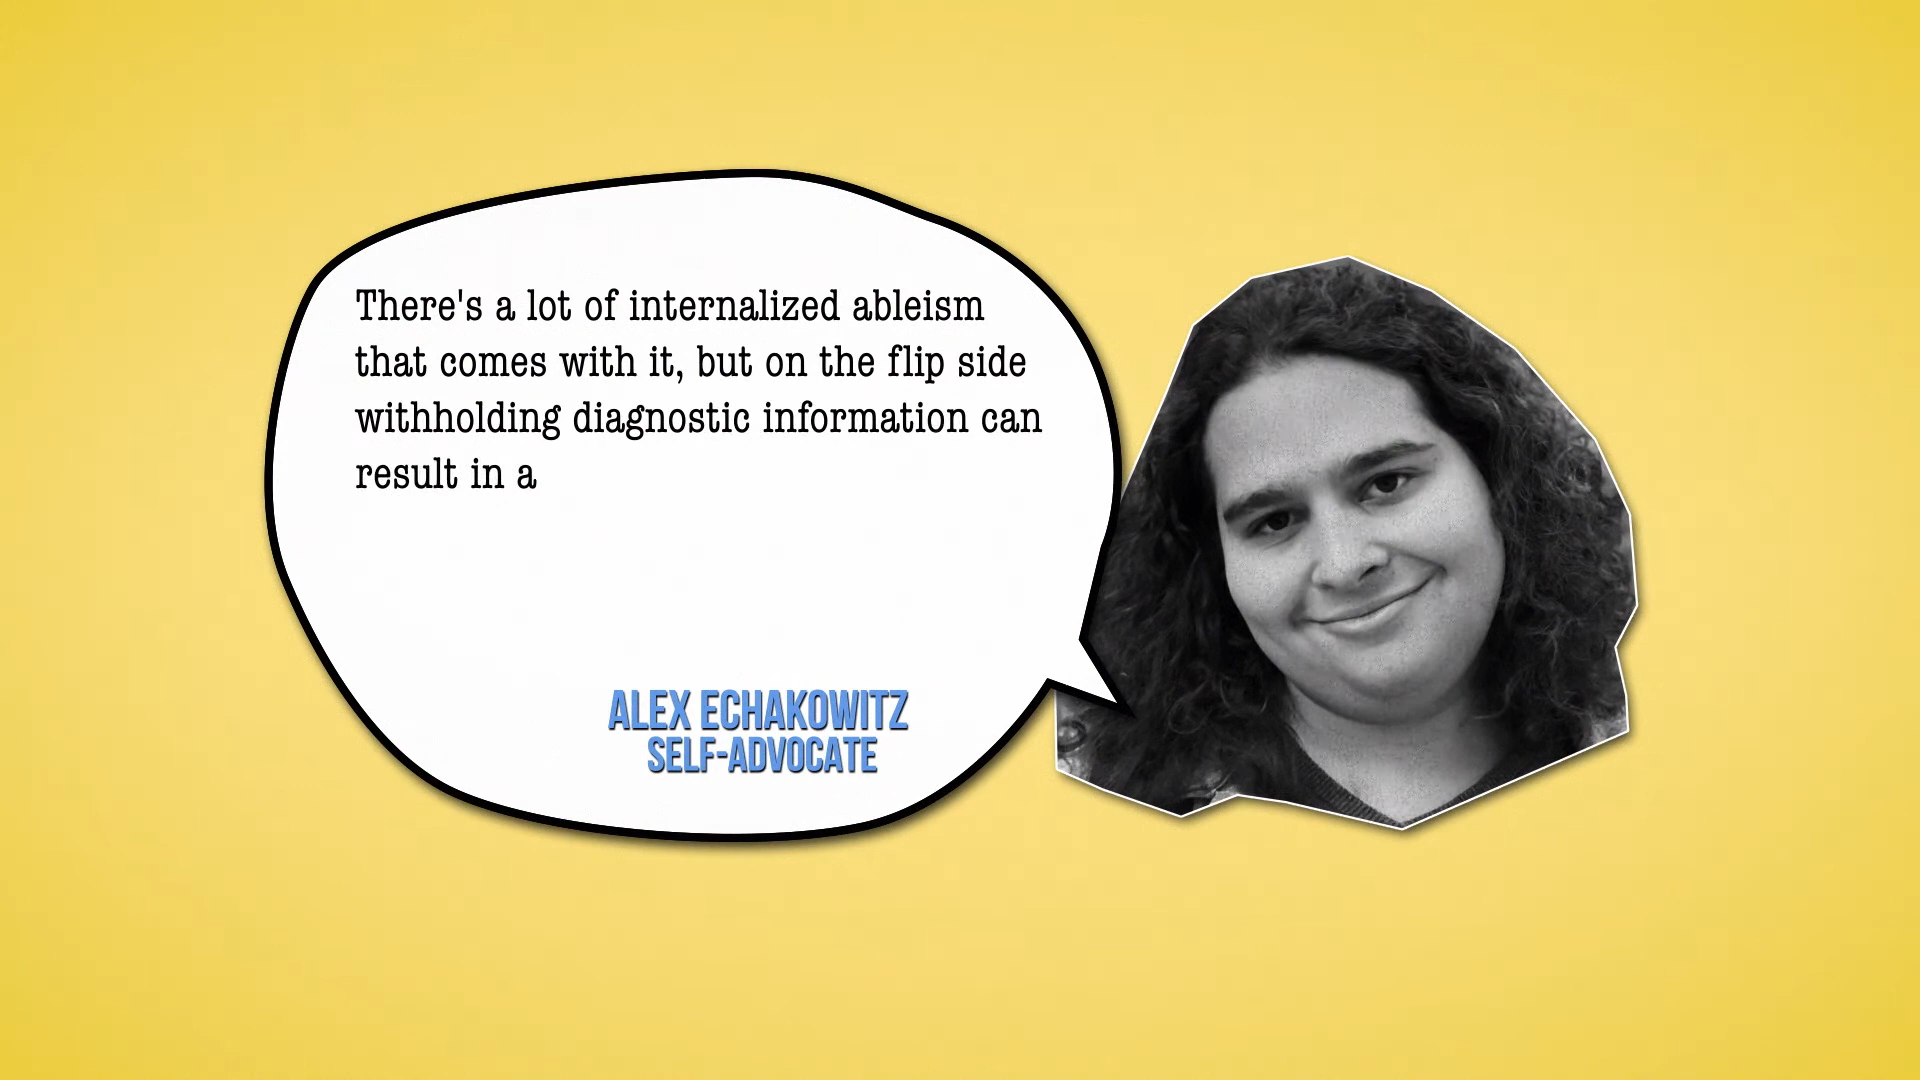 There's a lot of internalized ableism
that comes with it, but on the flip side
withholding diagnostic information can
result in a
ALEX ECHAKOWITZ
SELF-ADVOCATE